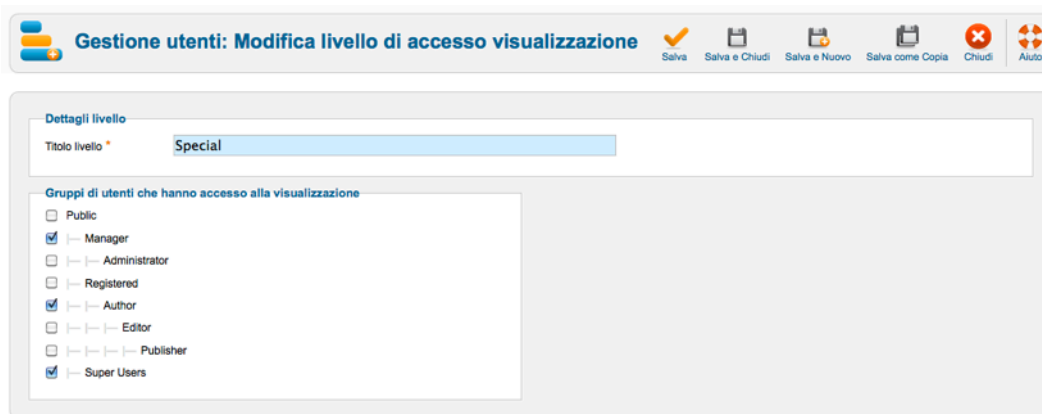 Gestione utenti: Modifica livello di accesso visualizzazione
Salva Salva e Chiudi Salva e Nuovo Salva come Copia Chiudi Aiuto
Dettagli livello
Titolo livello * Special
Gruppi di utenti che hanno accesso alla visualizzazione
Public
Manager
Administrator
Registered
Author
Editor
Publisher
Super Users